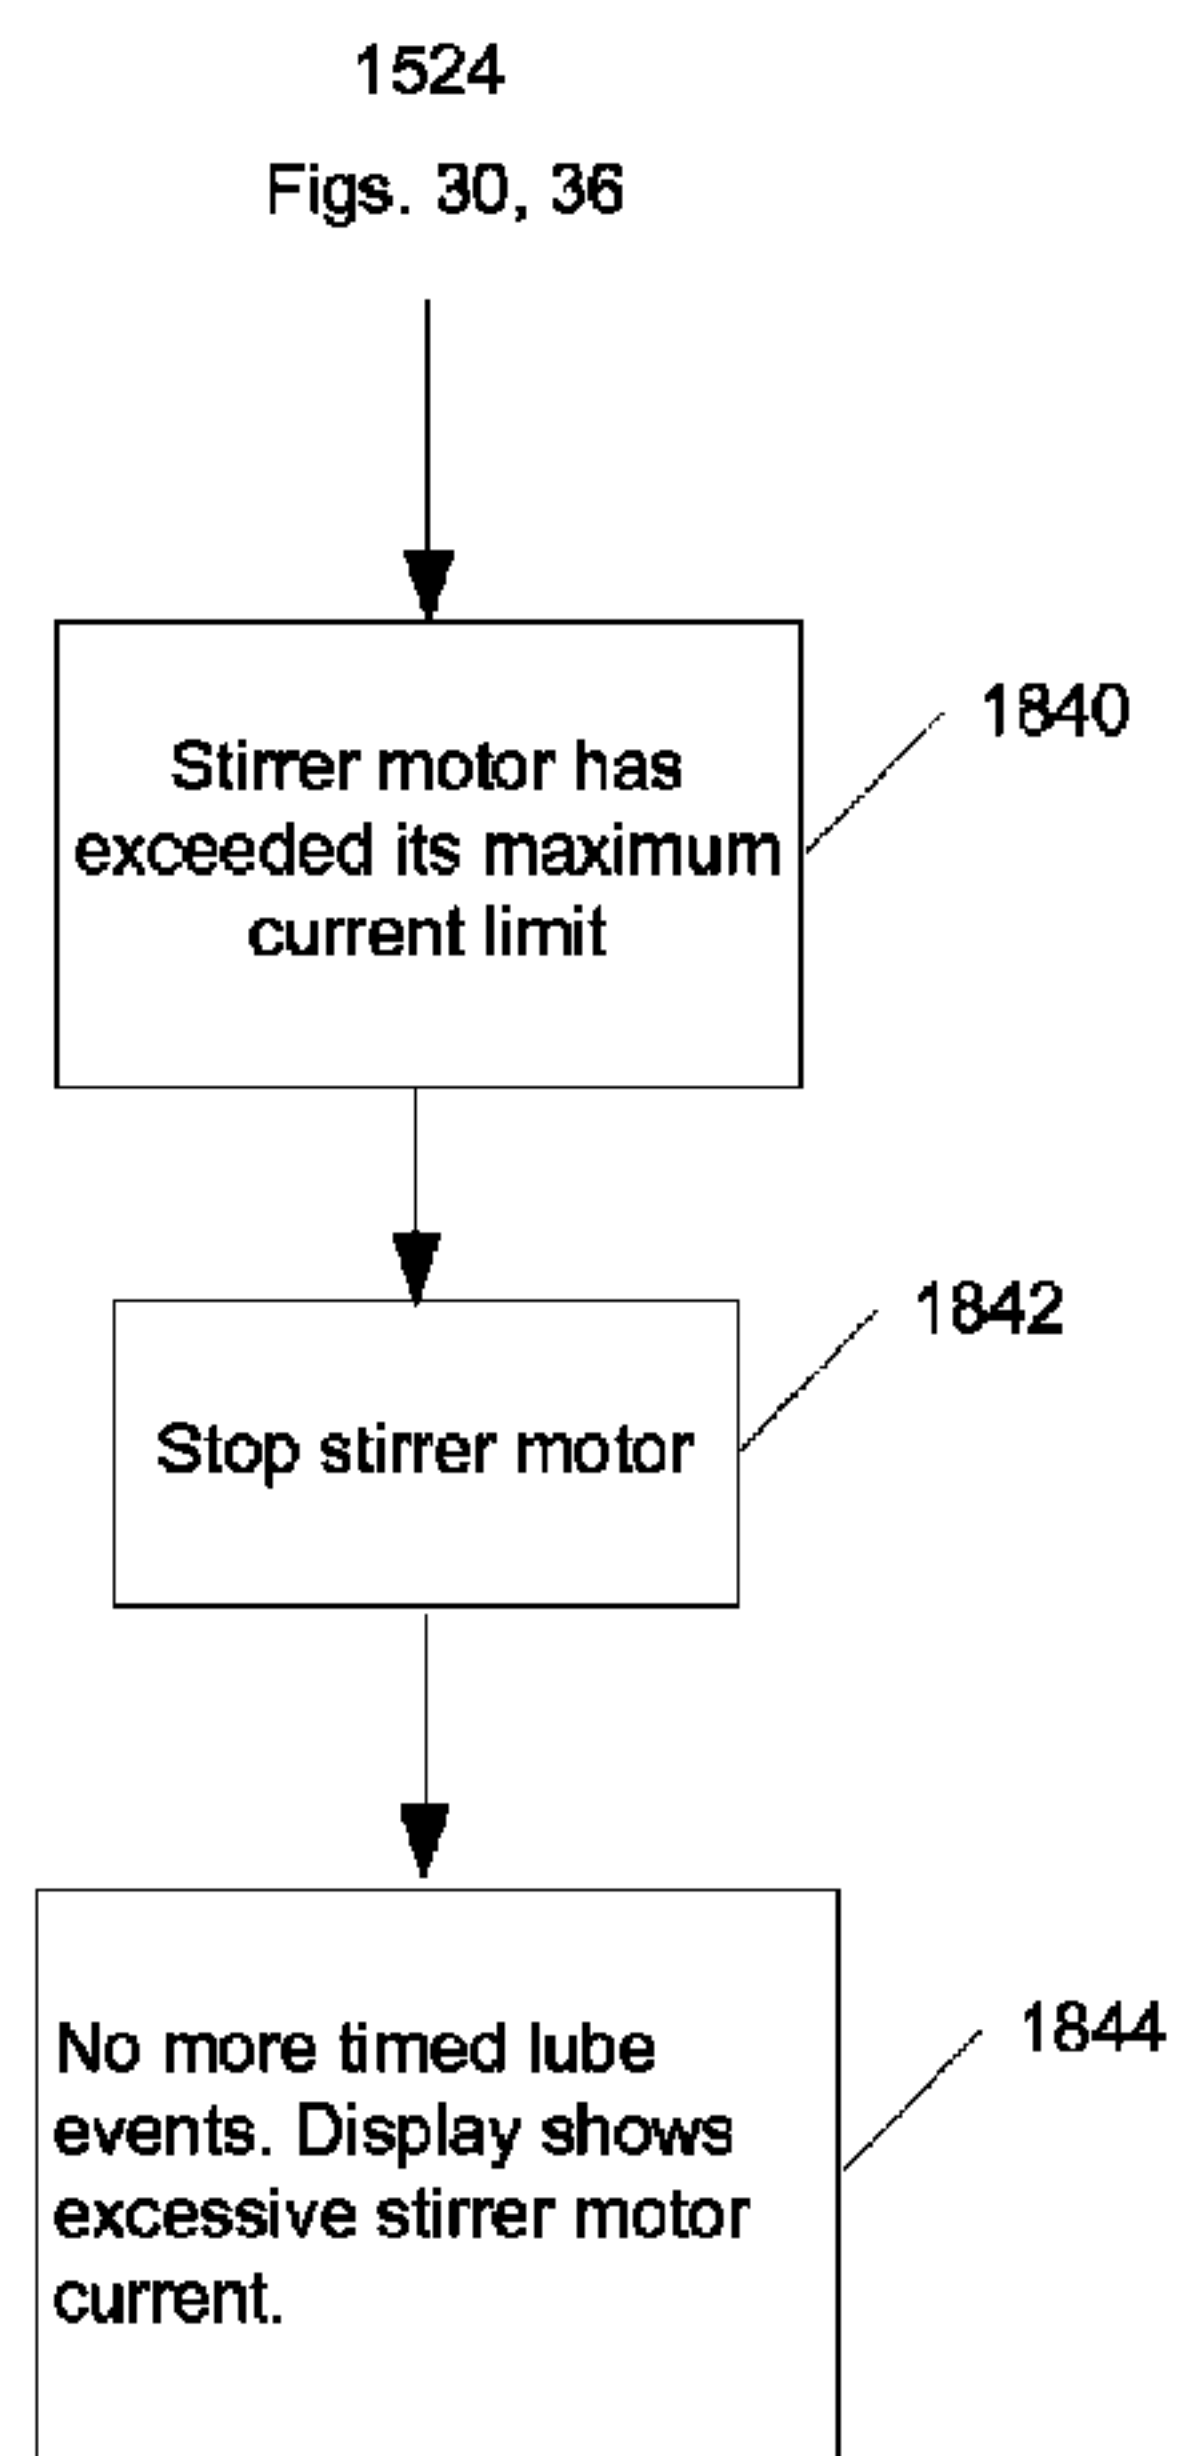 1524
Figs. 30, 36
1840
Stirrer motor has
exceeded its maximum
current limit
1842
Stop stirrer motor
1844
No more timed lube
events. Display shows
excessive stirrer motor
current.